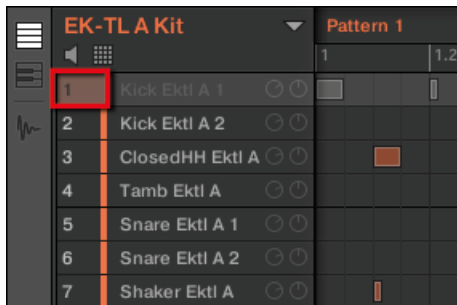 EK-TL A Kit
Pattern 1
1 1.2
1 Kick Ektl A 1
2 Kick Ektl A 2
3 ClosedHH Ektl A
4 Tamb Ektl A
5 Snare Ektl A 1
6 Snare Ektl A 2
7 Shaker Ektl A